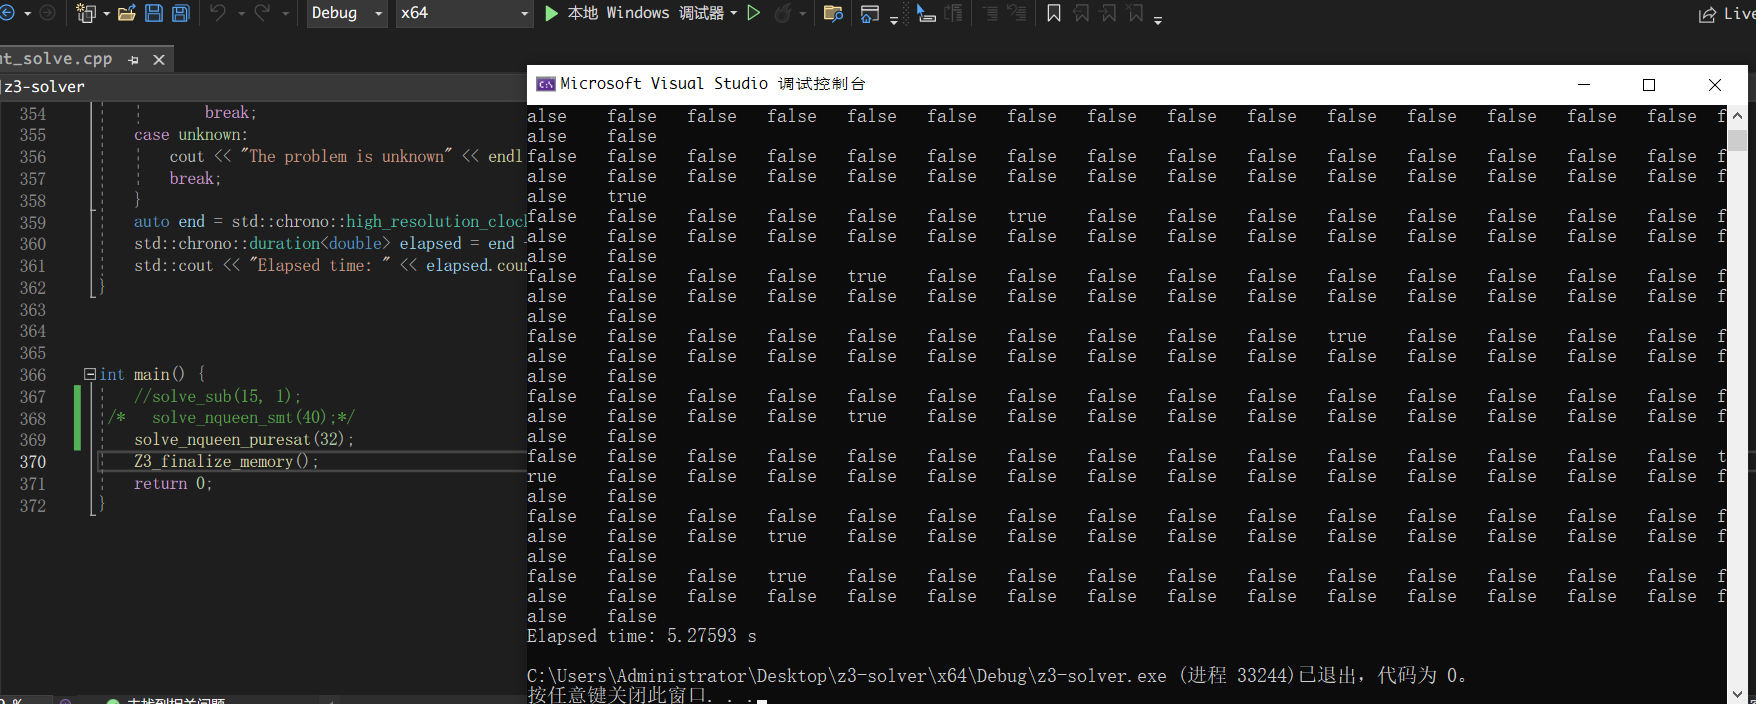 Debug x64 本地 Windows 调试器 Live
nt_solve.cpp
z3-solver
354 break;
355 case unknown:
356 cout << "The problem is unknown" << endl
357 break;
358 }
359 auto end = std::chrono::high_resolution_clock
360 std::chrono::duration<double> elapsed = end -
361 std::cout << "Elapsed time: " << elapsed.coun
362 }
363
364
365
366 int main() {
367 //solve_sub(15, 1);
368 /* solve_nqueen_smt(40);*/
369 solve_nqueen_puresat(32);
370 Z3_finalize_memory();
371 return 0;
372 }
Microsoft Visual Studio 调试控制台
alse false false false false false false false false false false false false false false f
alse false
false false false false false false false false false false false false false false false f
alse false false false false false false false false false false false false false false f
alse true
false false false false false false true false false false false false false false false f
alse false false false false false false false false false false false false false false f
alse false
false false false false true false false false false false false false false false false f
alse false false false false false false false false false false false false false false f
alse false
false false false false false false false false false false true false false false false f
alse false false false false false false false false false false false false false false f
alse false
false false false false false false false false false false false false false false false f
alse false false false true false false false false false false false false false false f
alse false
false false false false false false false false false false false false false false false t
rue false false false false false false false false false false false false false false f
alse false
false false false false false false false false false false false false false false false f
alse false false true false false false false false false false false false false false f
alse false
false false false true false false false false false false false false false false false f
alse false false false false false false false false false false false false false false f
alse false
Elapsed time: 5.27593 s
C:\Users\Administrator\Desktop\z3-solver\x64\Debug\z3-solver.exe (进程 33244)已退出，代码为 0。
按任意键关闭此窗口. . .
0 % 未找到相关问题